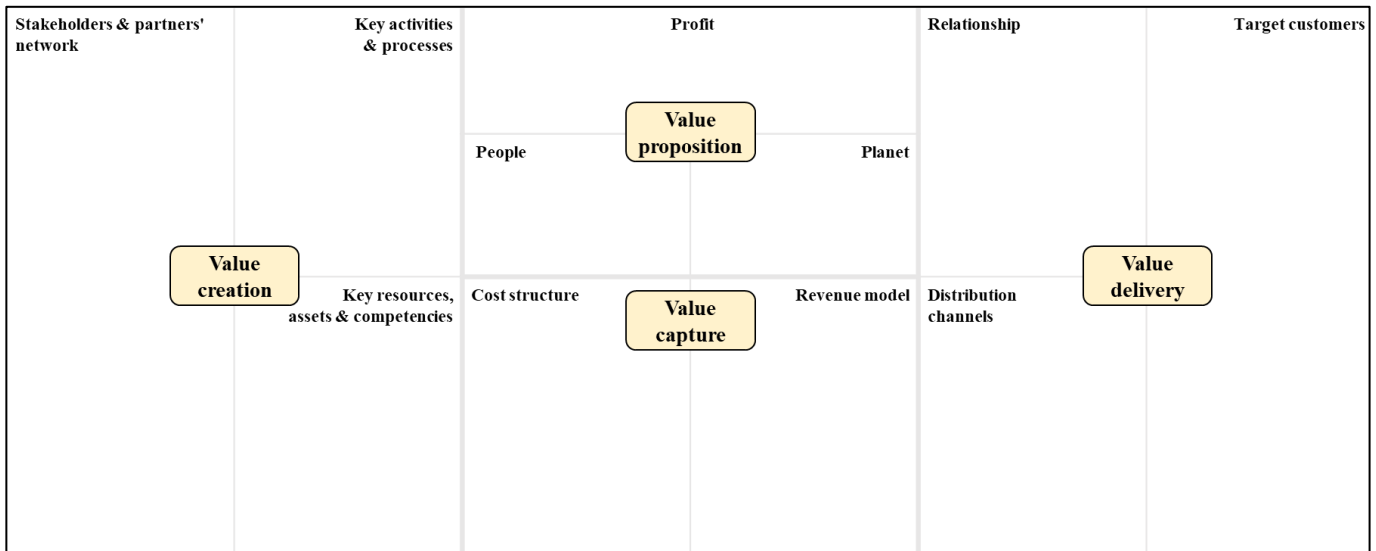 Stakeholders & partners'
network
Key activities
& processes
Profit
Relationship
Target customers
Value
proposition
People
Planet
Value
creation
Value
delivery
Key resources,
assets & competencies
Cost structure
Value
capture
Revenue model
Distribution
channels